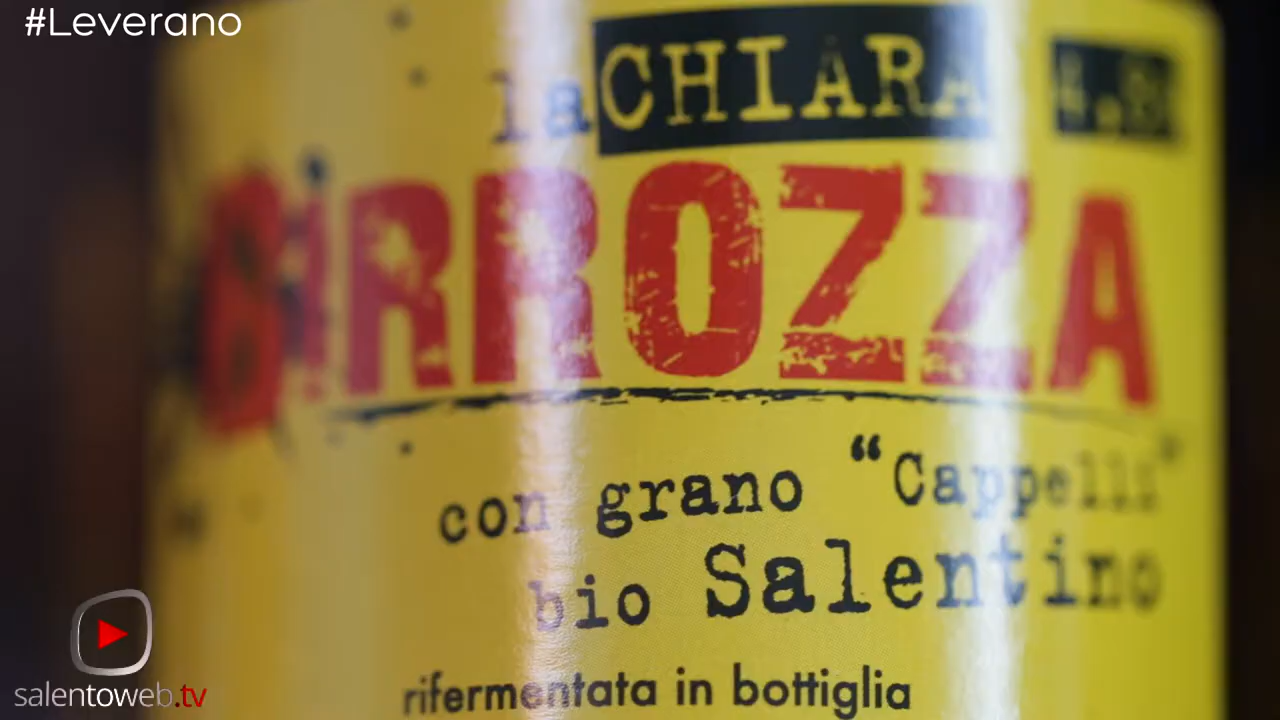 #Leverano
la CHIARA
BiRROZZA
con grano "Cappelli"
bio Salentino
rifermentata in bottiglia
salentoweb.tv